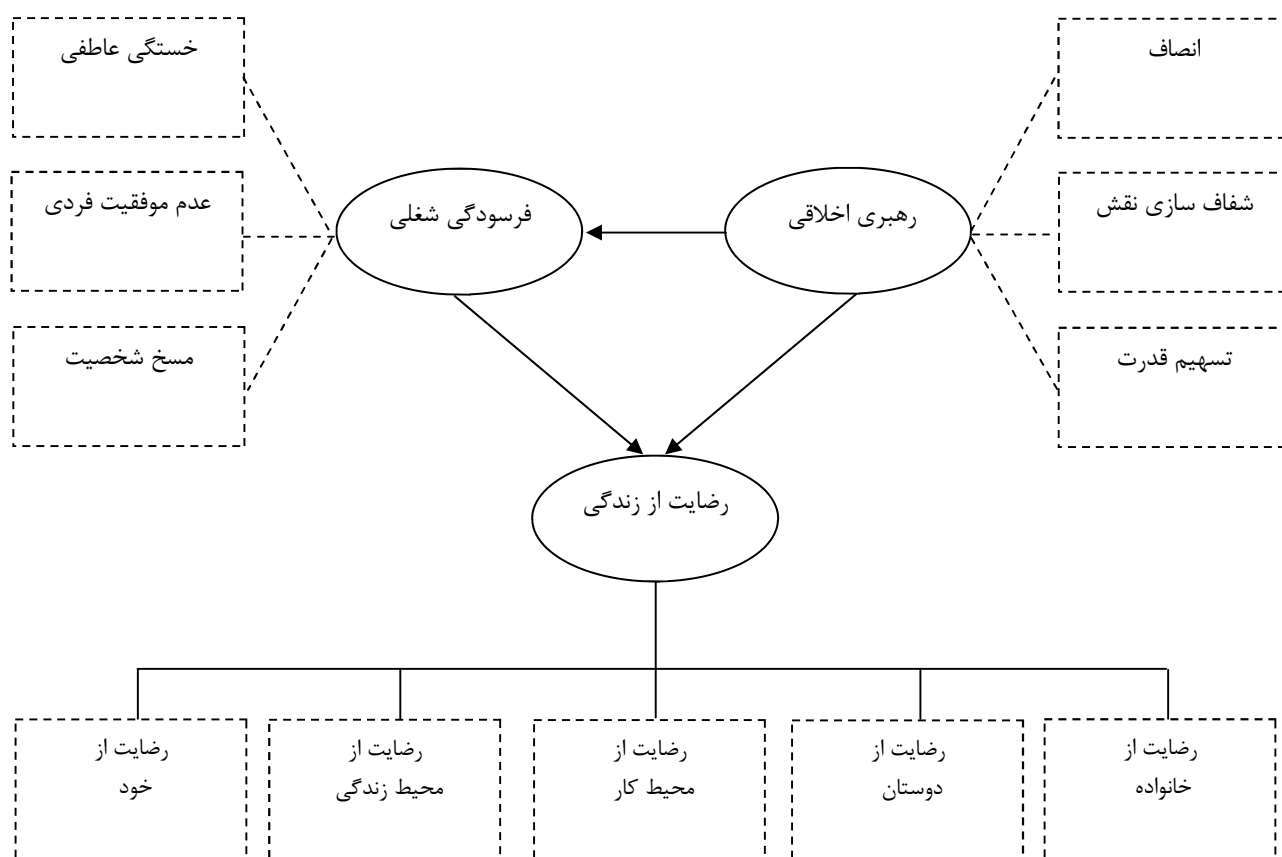 انصاف
خستگی عاطفی
شفاف سازی نقش
رهبری اخلاقی
فرسودگی شغلی
عدم موفقیت فردی
تسهیم قدرت
مسخ شخصیت
رضایت از زندگی
رضایت از
خانواده
رضایت از
دوستان
رضایت از
محیط کار
رضایت از
محیط زندگی
رضایت از
خود